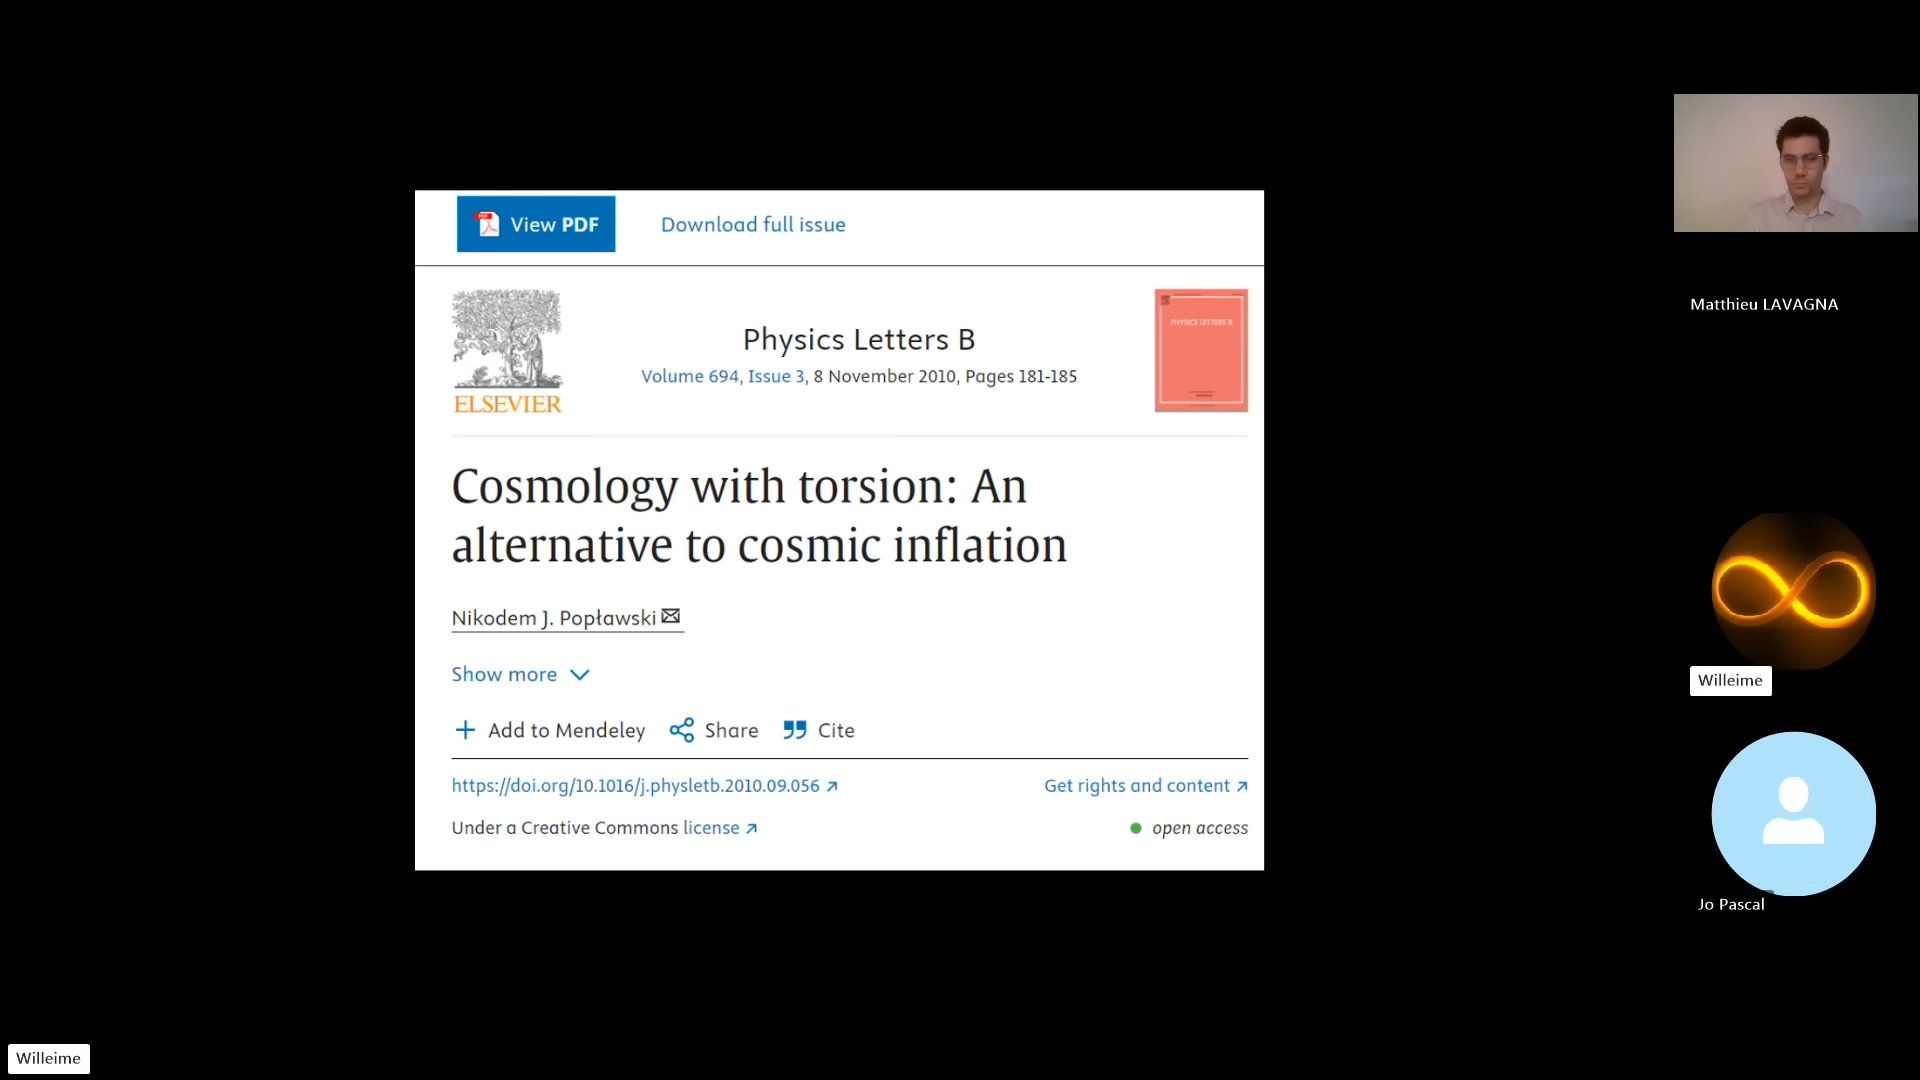 View PDF
Download full issue
ELSEVIER
Physics Letters B
Volume 694, Issue 3, 8 November 2010, Pages 181-185
PHYSICS LETTERS B
Cosmology with torsion: An
alternative to cosmic inflation
Nikodem J. Popławski
Show more
Add to Mendeley
Share
Cite
https://doi.org/10.1016/j.physletb.2010.09.056
Get rights and content
Under a Creative Commons license
open access
Matthieu LAVAGNA
Willeime
Jo Pascal
Willeime